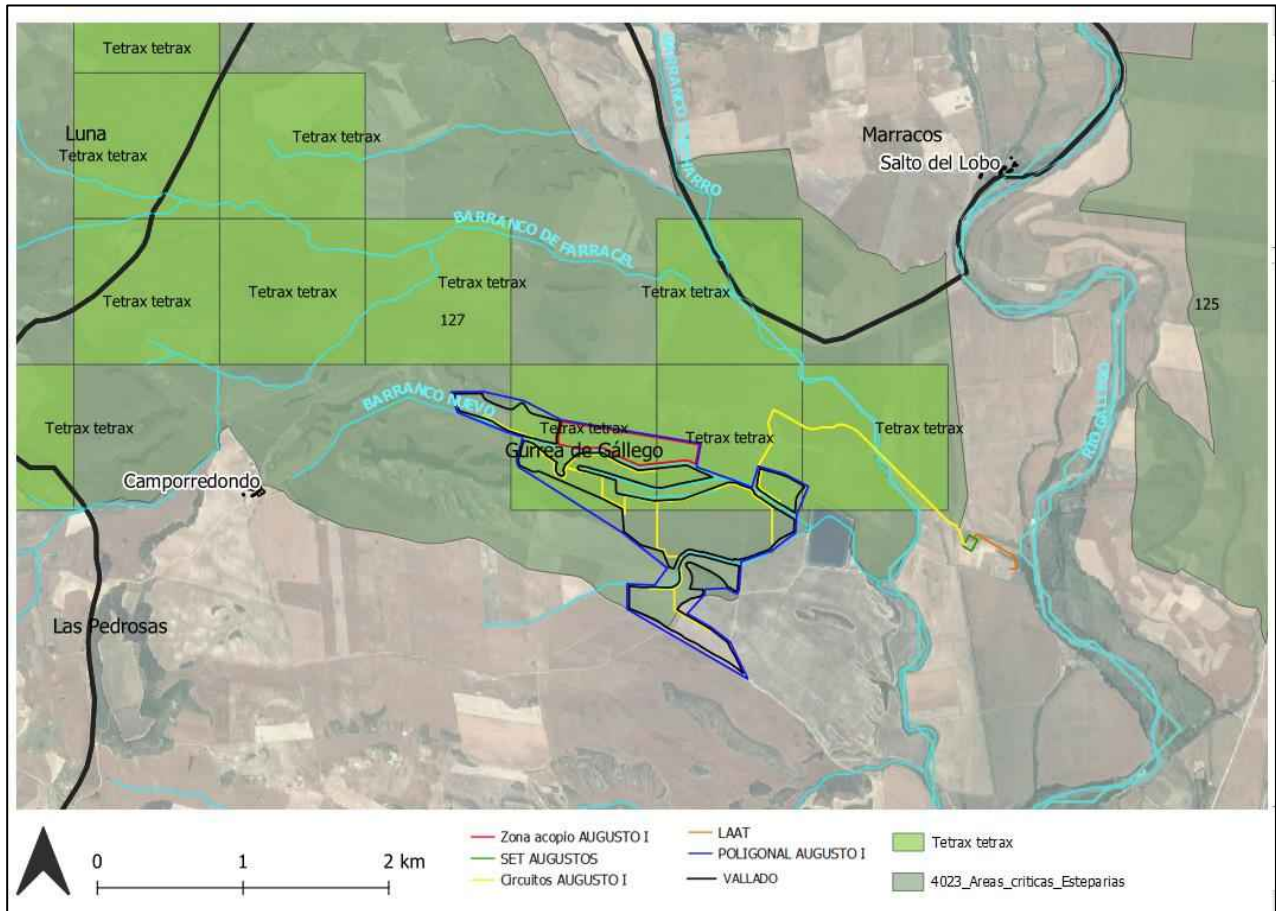 Tetrax tetrax
Luna
Tetrax tetrax
Tetrax tetrax
Marracos
Salto del Lobo
BARRANCO DE FARRACEL
Tetrax tetrax
Tetrax tetrax
Tetrax tetrax
Tetrax tetrax
127
125
BARRANCO NUEVO
RÍO GÁLLEGO
Tetrax tetrax
Tetrax tetrax
Tetrax tetrax
Tetrax tetrax
Gurrea de Gállego
Camporredondo
Las Pedrosas
0 1 2 km
Zona acopio AUGUSTO I
SET AUGUSTOS
Circuitos AUGUSTO I
LAAT
POLIGONAL AUGUSTO I
VALLADO
Tetrax tetrax
4023_Areas_criticas_Esteparias